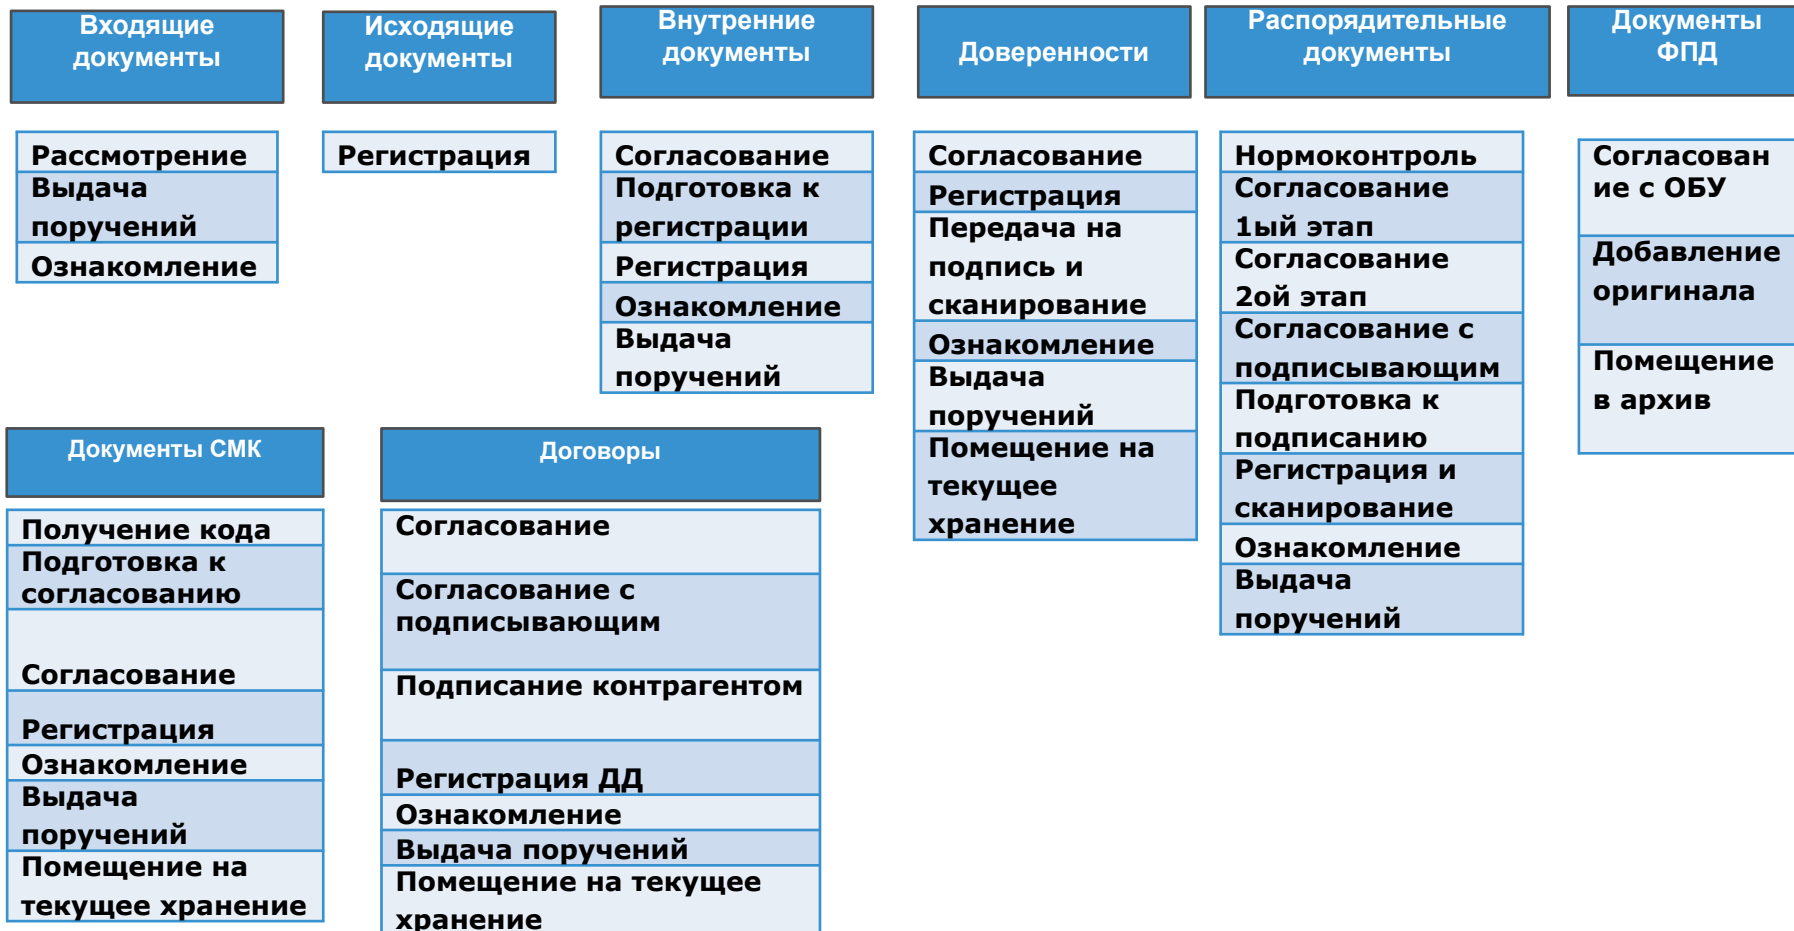 Входящие
документы
Исходящие
документы
Внутренние
документы
Доверенности
Распорядительные
документы
Документы
ФПД
Рассмотрение
Выдача
поручений
Ознакомление
Регистрация
Согласование
Подготовка к
регистрации
Регистрация
Ознакомление
Выдача
поручений
Согласование
Регистрация
Передача на
подпись и
сканирование
Ознакомление
Выдача
поручений
Помещение на
текущее
хранение
Нормоконтроль
Согласование
1ый этап
Согласование
2ой этап
Согласование с
подписывающим
Подготовка к
подписанию
Регистрация и
сканирование
Ознакомление
Выдача
поручений
Согласован
ие с ОБУ
Добавление
оригинала
Помещение
в архив
Документы СМК
Получение кода
Подготовка к
согласованию
Согласование
Регистрация
Ознакомление
Выдача
поручений
Помещение на
текущее хранение
Договоры
Согласование
Согласование с
подписывающим
Подписание контрагентом
Регистрация ДД
Ознакомление
Выдача поручений
Помещение на текущее
хранение